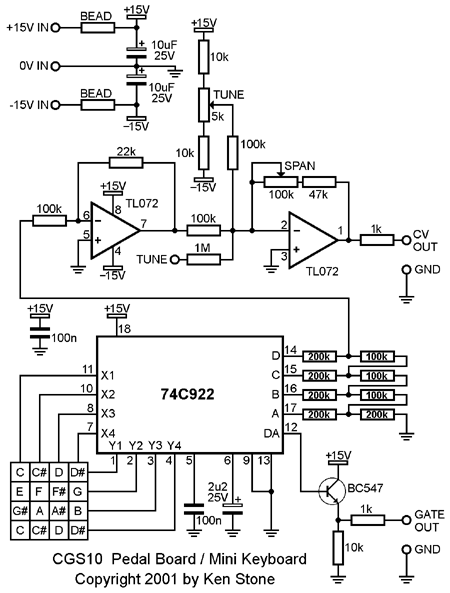 +15V IN BEAD +15V
10uF 25V
0V IN
10uF 25V
-15V IN BEAD
–15V
+15V
10k
TUNE
5k
10k
–15V
100k
22k
SPAN
100k 47k
+15V
TL072
100k
6 – 8 7
5 + 4
–15V
100k
1M
TUNE
2 – 1
3 +
TL072
1k
CV OUT
GND
+15V
100n
+15V
18
74C922
11 X1
10 X2
8 X3
7 X4
Y1 Y2 Y3 Y4
1 2 3 4 5 6 9 13
D 14 200k 100k
C 15 200k 100k
B 16 200k 100k
A 17 200k 200k
DA 12
C C# D D#
E F F# G
G# A A# B
C C# D D#
100n
2u2 25V +
+15V
BC547
1k
GATE OUT
10k
GND
CGS10 Pedal Board / Mini Keyboard
Copyright 2001 by Ken Stone